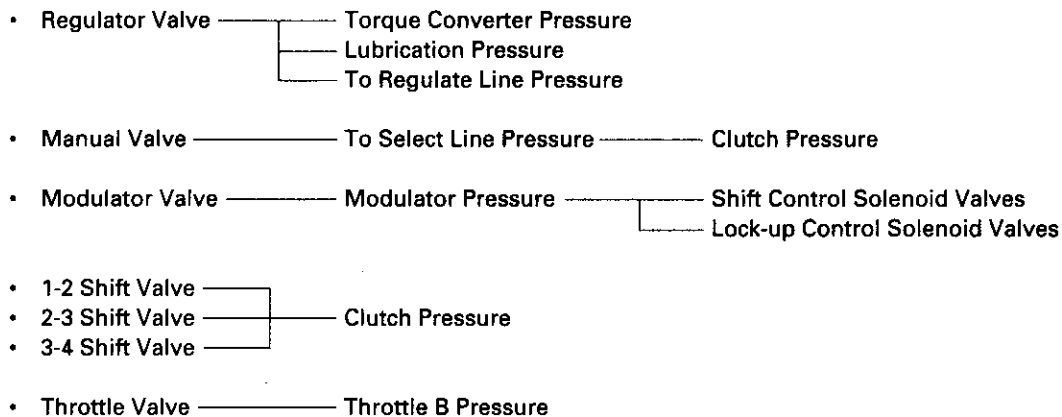 • Regulator Valve Torque Converter Pressure
Lubrication Pressure
To Regulate Line Pressure
• Manual Valve To Select Line Pressure Clutch Pressure
• Modulator Valve Modulator Pressure Shift Control Solenoid Valves
Lock-up Control Solenoid Valves
• 1-2 Shift Valve
• 2-3 Shift Valve Clutch Pressure
• 3-4 Shift Valve
• Throttle Valve Throttle B Pressure